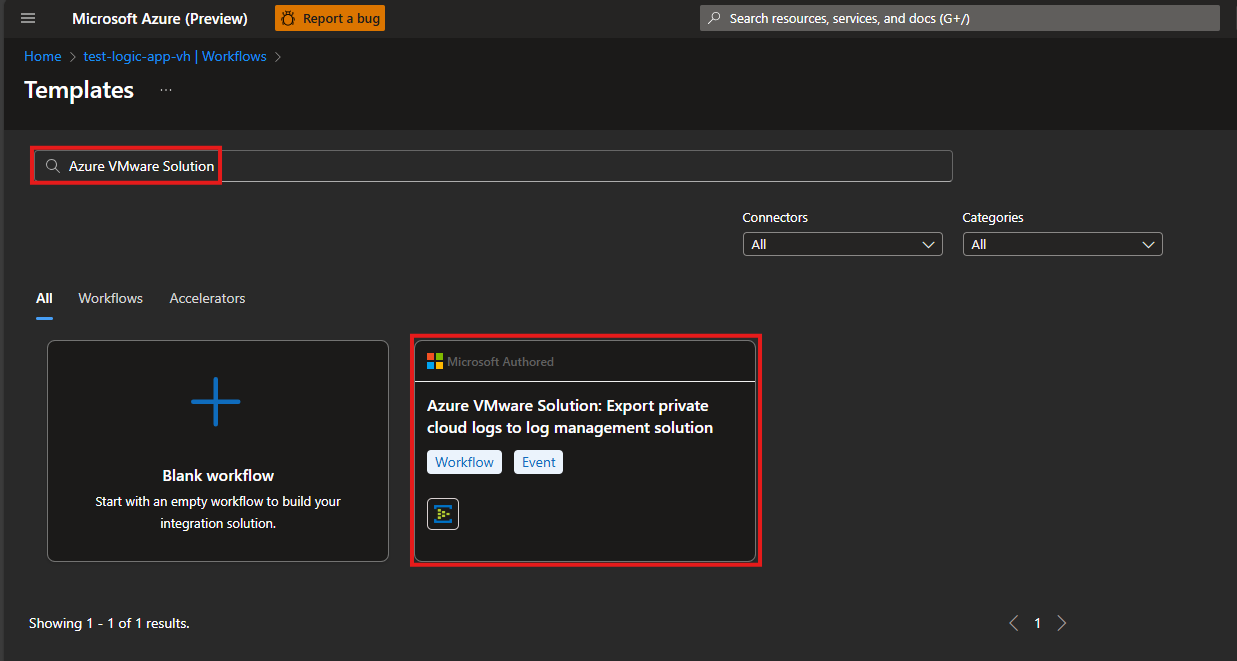 Microsoft Azure (Preview)
Report a bug
Search resources, services, and docs (G+/)
Home > test-logic-app-vh | Workflows >
Templates ...
Azure VMware Solution
Connectors
Categories
All
All
All
Workflows
Accelerators
Blank workflow
Start with an empty workflow to build your
integration solution.
Microsoft Authored
Azure VMware Solution: Export private
cloud logs to log management solution
Workflow
Event
Showing 1 - 1 of 1 results.
1